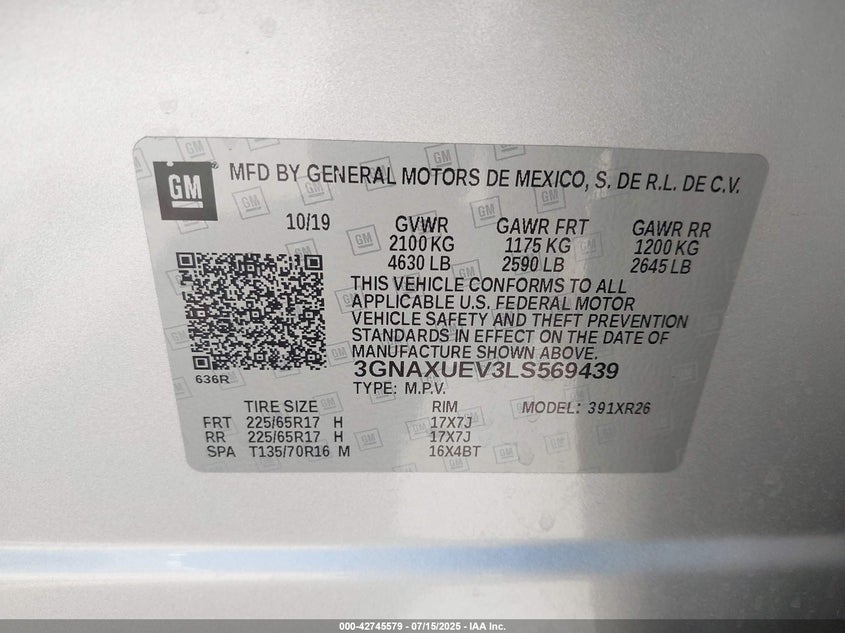 GM
MFD BY GENERAL MOTORS DE MEXICO, S. DE R.L. DE C.V.
10/19 GVWR GAWR FRT GAWR RR
2100 KG 1175 KG 1200 KG
4630 LB 2590 LB 2645 LB
THIS VEHICLE CONFORMS TO ALL
APPLICABLE U.S. FEDERAL MOTOR
VEHICLE SAFETY AND THEFT PREVENTION
STANDARDS IN EFFECT ON THE DATE OF
MANUFACTURE SHOWN ABOVE.
3GNAXUEV3LS569439
636R
TYPE: M.P.V.
TIRE SIZE RIM MODEL: 391XR26
FRT 225/65R17 H 17X7J
RR 225/65R17 H 17X7J
SPA T135/70R16 M 16X4BT
000-42745579 - 07/15/2025 - IAA Inc.